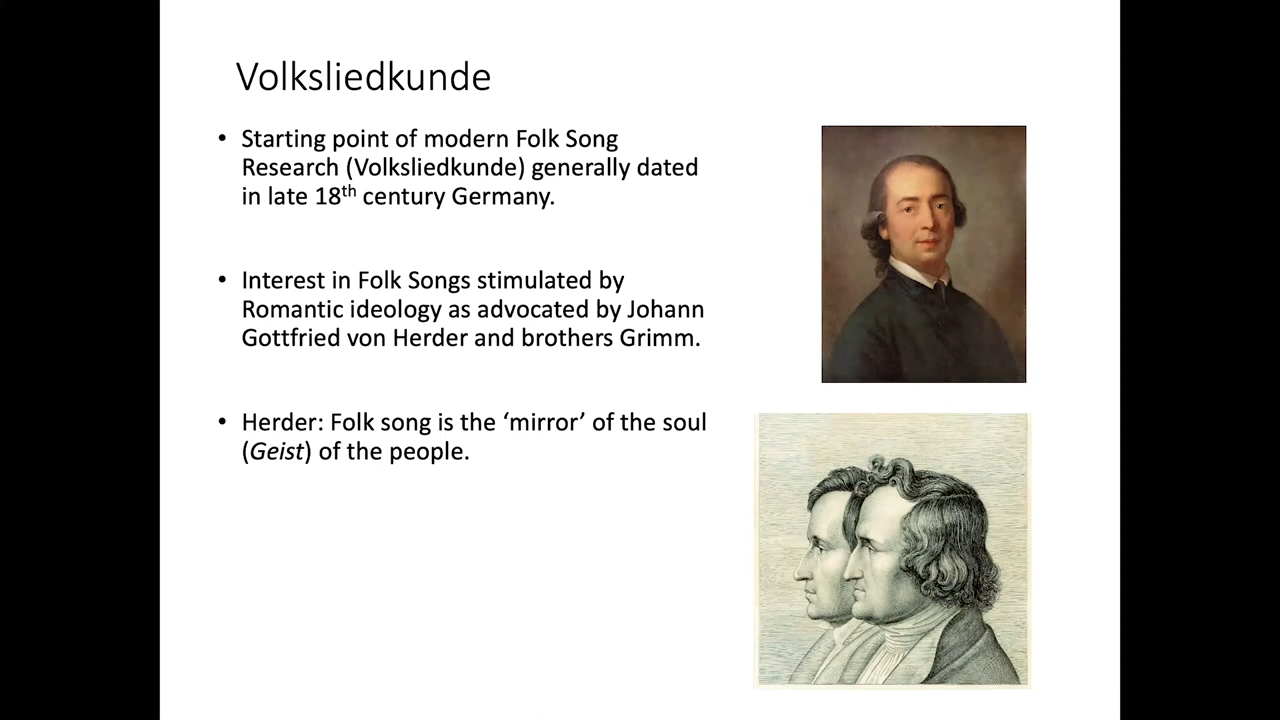 Volksliedkunde
• Starting point of modern Folk Song
Research (Volksliedkunde) generally dated
in late 18th century Germany.
• Interest in Folk Songs stimulated by
Romantic ideology as advocated by Johann
Gottfried von Herder and brothers Grimm.
• Herder: Folk song is the ‘mirror’ of the soul
(Geist) of the people.